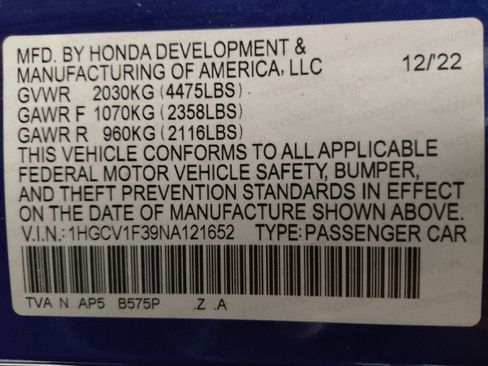 MFD. BY HONDA DEVELOPMENT &
MANUFACTURING OF AMERICA, LLC 12/'22
GVWR 2030KG (4475LBS)
GAWR F 1070KG (2358LBS)
GAWR R 960KG (2116LBS)
THIS VEHICLE CONFORMS TO ALL APPLICABLE
FEDERAL MOTOR VEHICLE SAFETY, BUMPER,
AND THEFT PREVENTION STANDARDS IN EFFECT
ON THE DATE OF MANUFACTURE SHOWN ABOVE.
V.I.N.: 1HGCV1F39NA121652 TYPE: PASSENGER CAR
TVA N AP5 B575P .Z .A